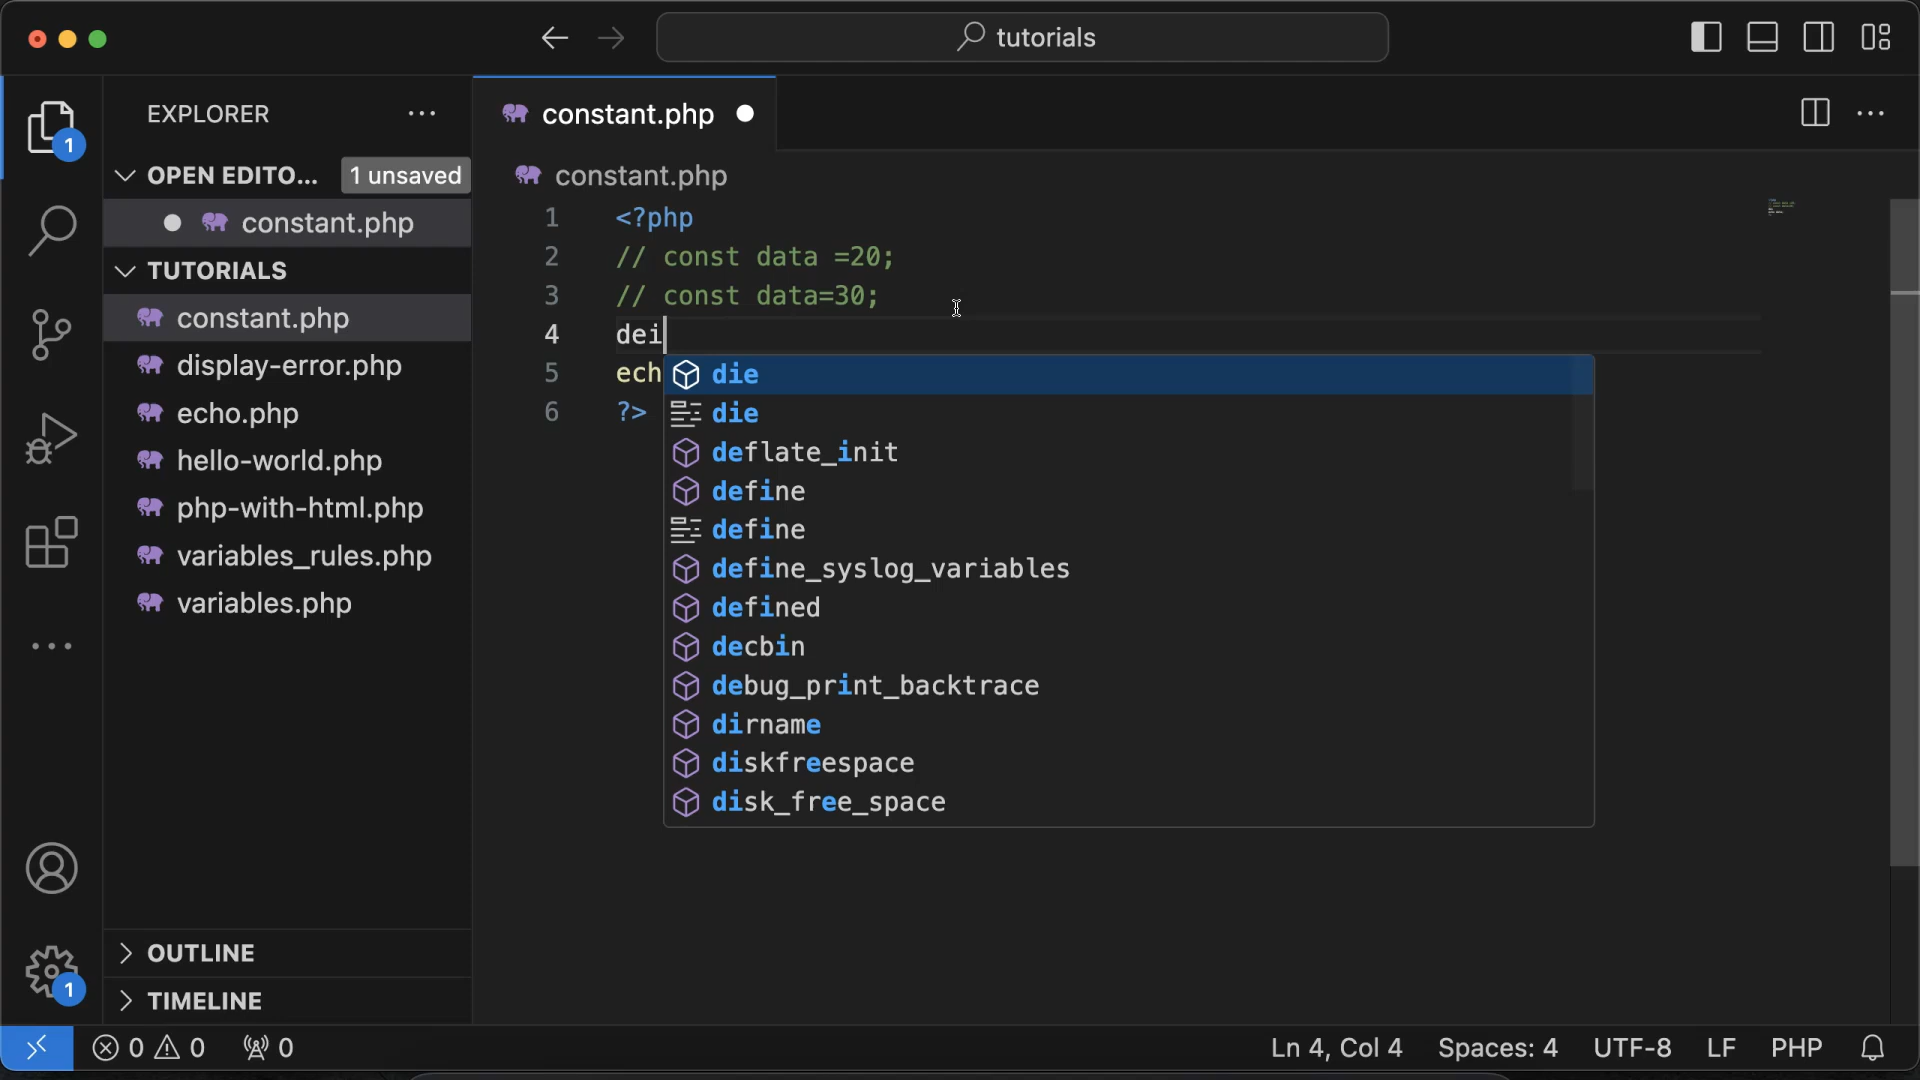 tutorials
EXPLORER
OPEN EDITO... 1 unsaved
constant.php
TUTORIALS
constant.php
display-error.php
echo.php
hello-world.php
php-with-html.php
variables_rules.php
variables.php
OUTLINE
TIMELINE
1
1
constant.php
constant.php
1 <?php
2 // const data =20;
3 // const data=30;
4 dei
5 ech
6 ?>
die
die
deflate_init
define
define
define_syslog_variables
defined
decbin
debug_print_backtrace
dirname
diskfreespace
disk_free_space
0 0 0 Ln 4, Col 4 Spaces: 4 UTF-8 LF PHP